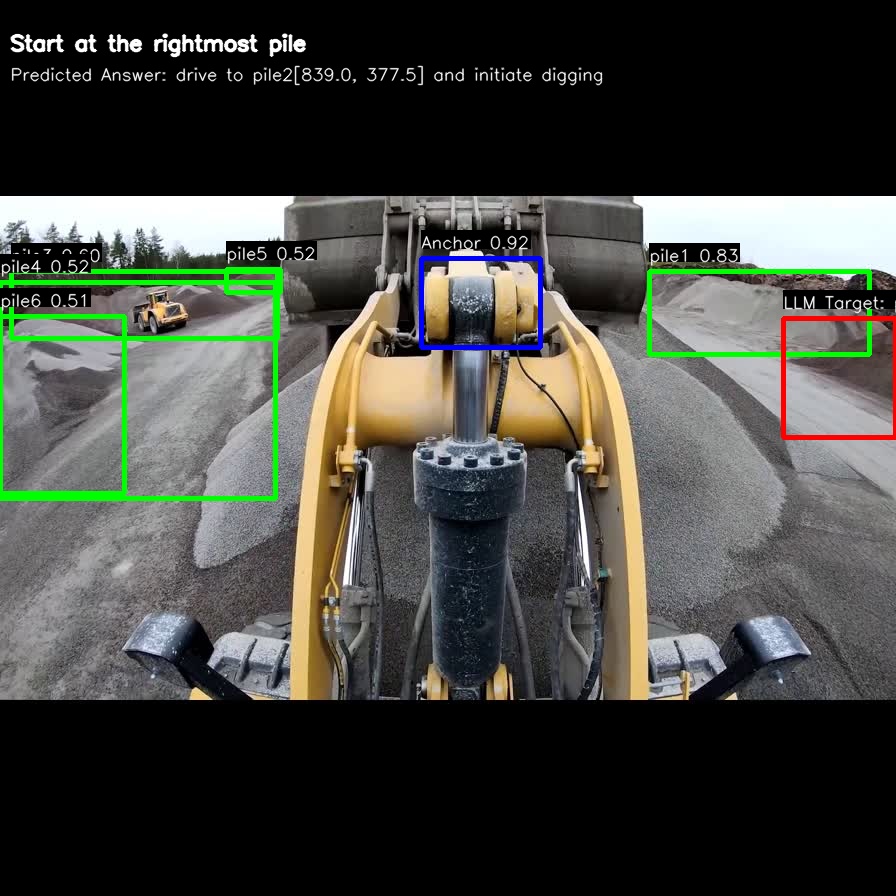 Start at the rightmost pile
Predicted Answer: drive to pile2[839.0, 377.5] and initiate digging
Anchor 0.92
pile5 0.52
pile1 0.83
pile4 0.52
pile6 0.51
LLM Target: